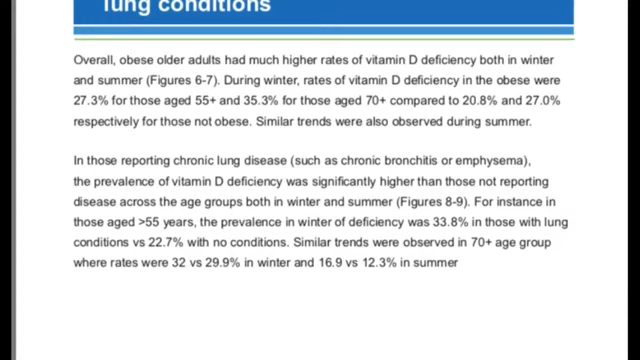 lung conditions
Overall, obese older adults had much higher rates of vitamin D deficiency both in winter
and summer (Figures 6-7). During winter, rates of vitamin D deficiency in the obese were
27.3% for those aged 55+ and 35.3% for those aged 70+ compared to 20.8% and 27.0%
respectively for those not obese. Similar trends were also observed during summer.
In those reporting chronic lung disease (such as chronic bronchitis or emphysema),
the prevalence of vitamin D deficiency was significantly higher than those not reporting
disease across the age groups both in winter and summer (Figures 8-9). For instance in
those aged >55 years, the prevalence in winter of deficiency was 33.8% in those with lung
conditions vs 22.7% with no conditions. Similar trends were observed in 70+ age group
where rates were 32 vs 29.9% in winter and 16.9 vs 12.3% in summer